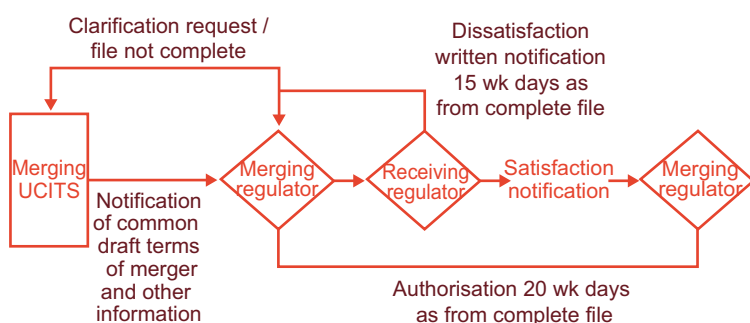 Clarification request /
file not complete
Dissatisfaction
written notification
15 wk days as
from complete file
Merging
UCITS
Notification
of common
draft terms
of merger
and other
information
Merging
regulator
Receiving
regulator
Satisfaction
notification
Merging
regulator
Authorisation 20 wk days
as from complete file